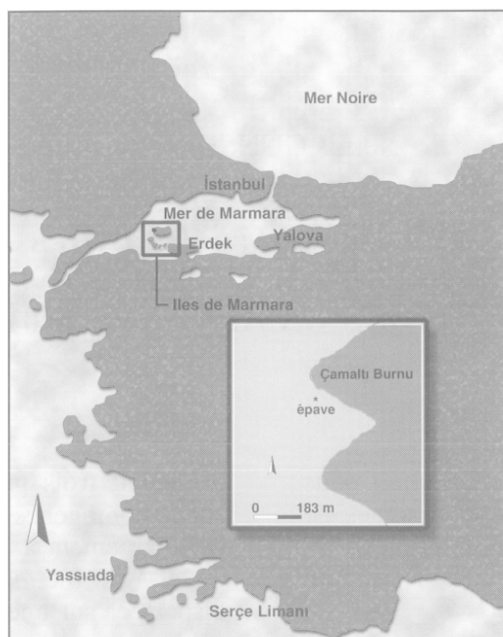 Mer Noire
İstanbul
Mer de Marmara
Erdek
Yalova
Iles de Marmara
Çamaltı Burnu
épave
0 183 m
Yassıada
Serçe Limanı